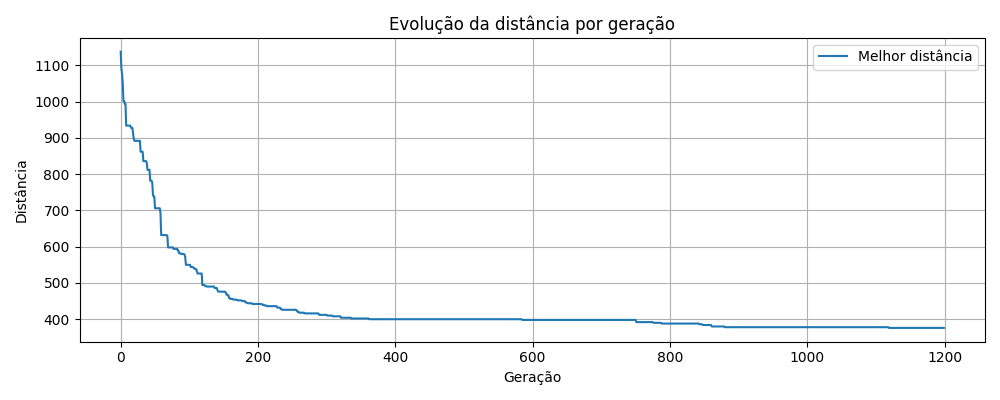 Evolução da distância por geração
Melhor distância
Distância
1100
1000
900
800
700
600
500
400
0 200 400 600 800 1000 1200
Geração